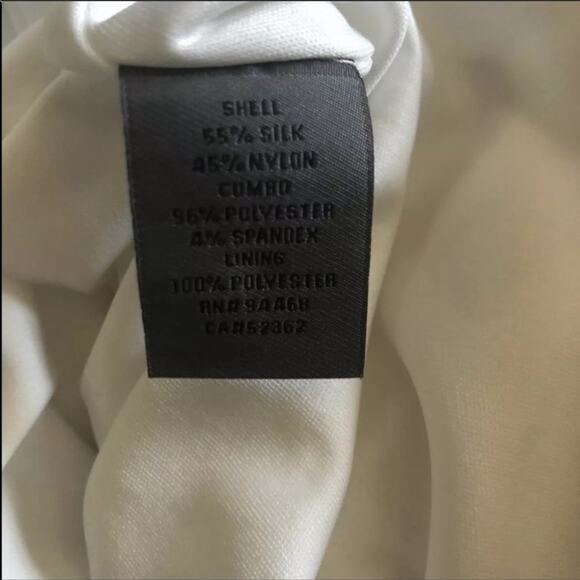 SHELL
55% SILK
45% NYLON
COMBO
96% POLYESTER
4% SPANDEX
LINING
100% POLYESTER
RN# 94468
CA#52362